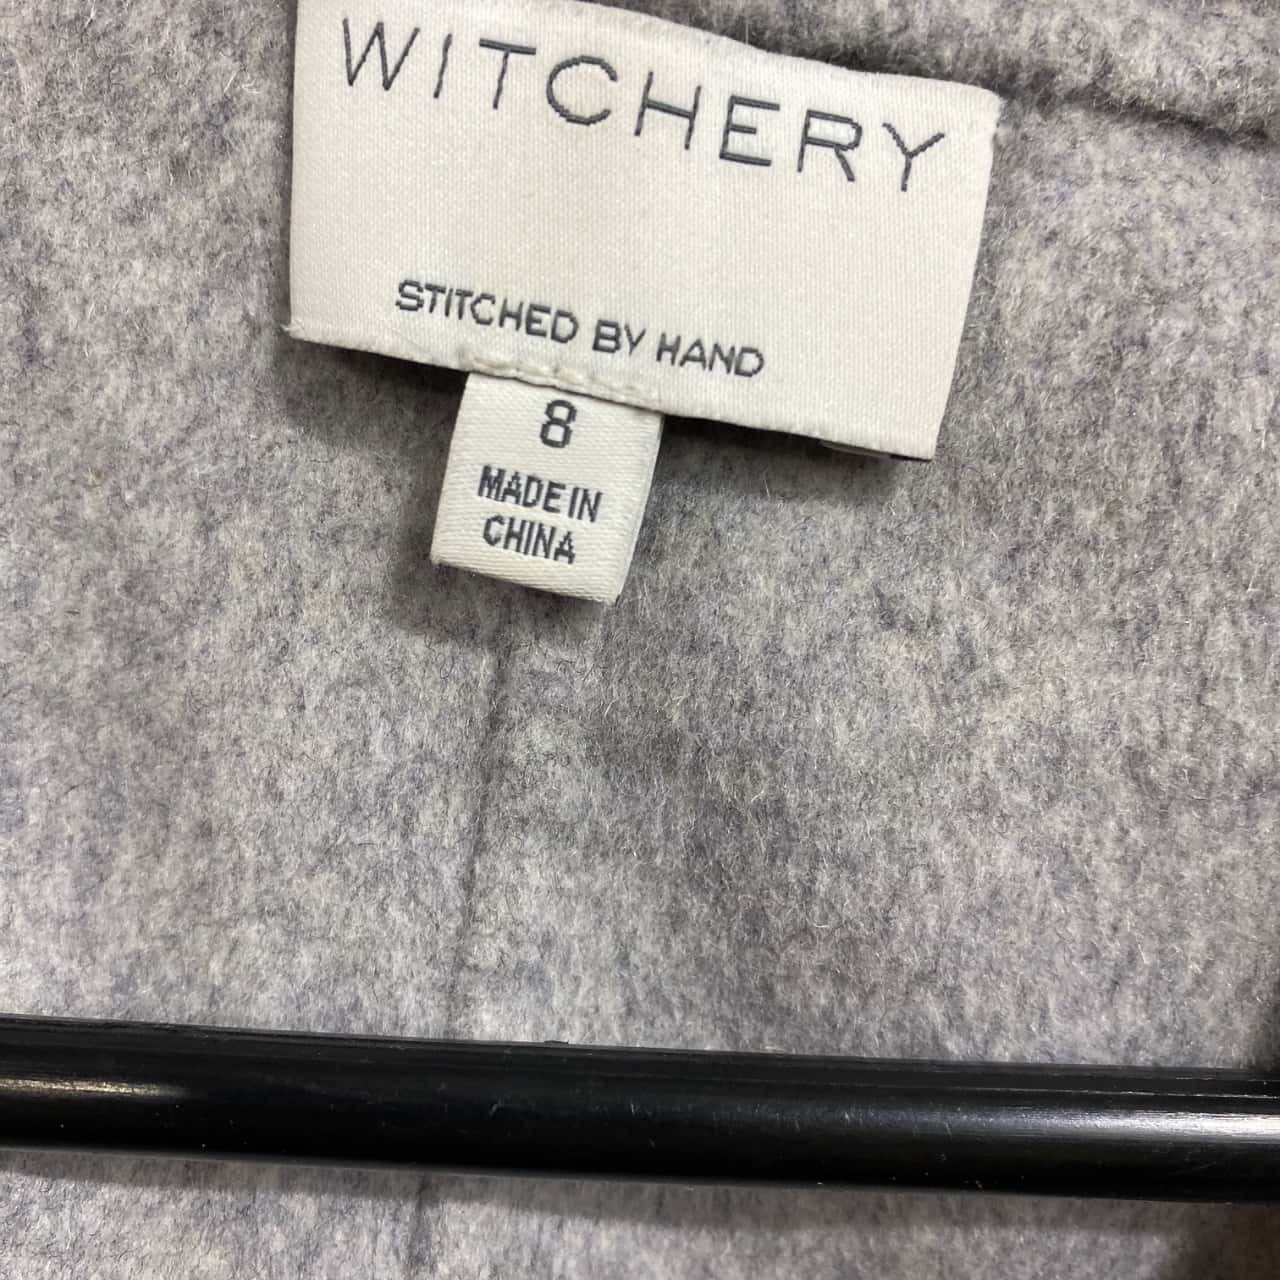 WITCHERY
STITCHED BY HAND
8
MADE IN
CHINA